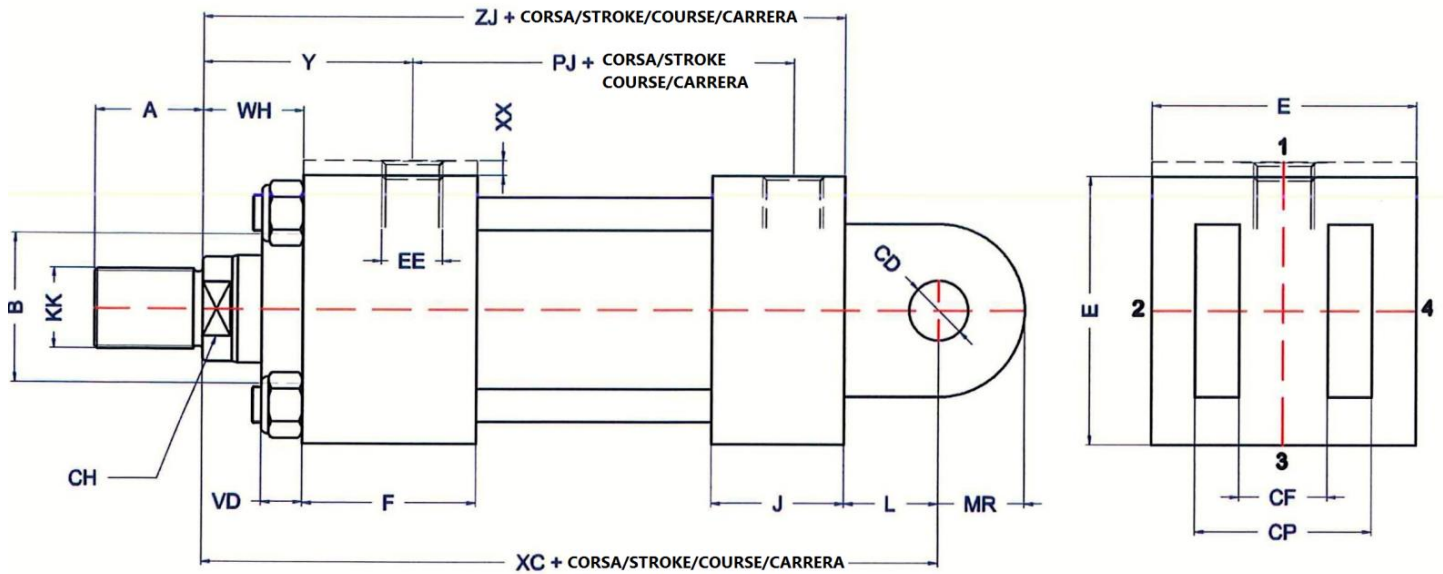 ZJ + CORSA/STROKE/COURSE/CARRERA
Y
PJ + CORSA/STROKE
COURSE/CARRERA
A
WH
XX
E
1
B
KK
EE
CD
E
2
4
CH
VD
F
J
L
MR
3
CF
CP
XC + CORSA/STROKE/COURSE/CARRERA